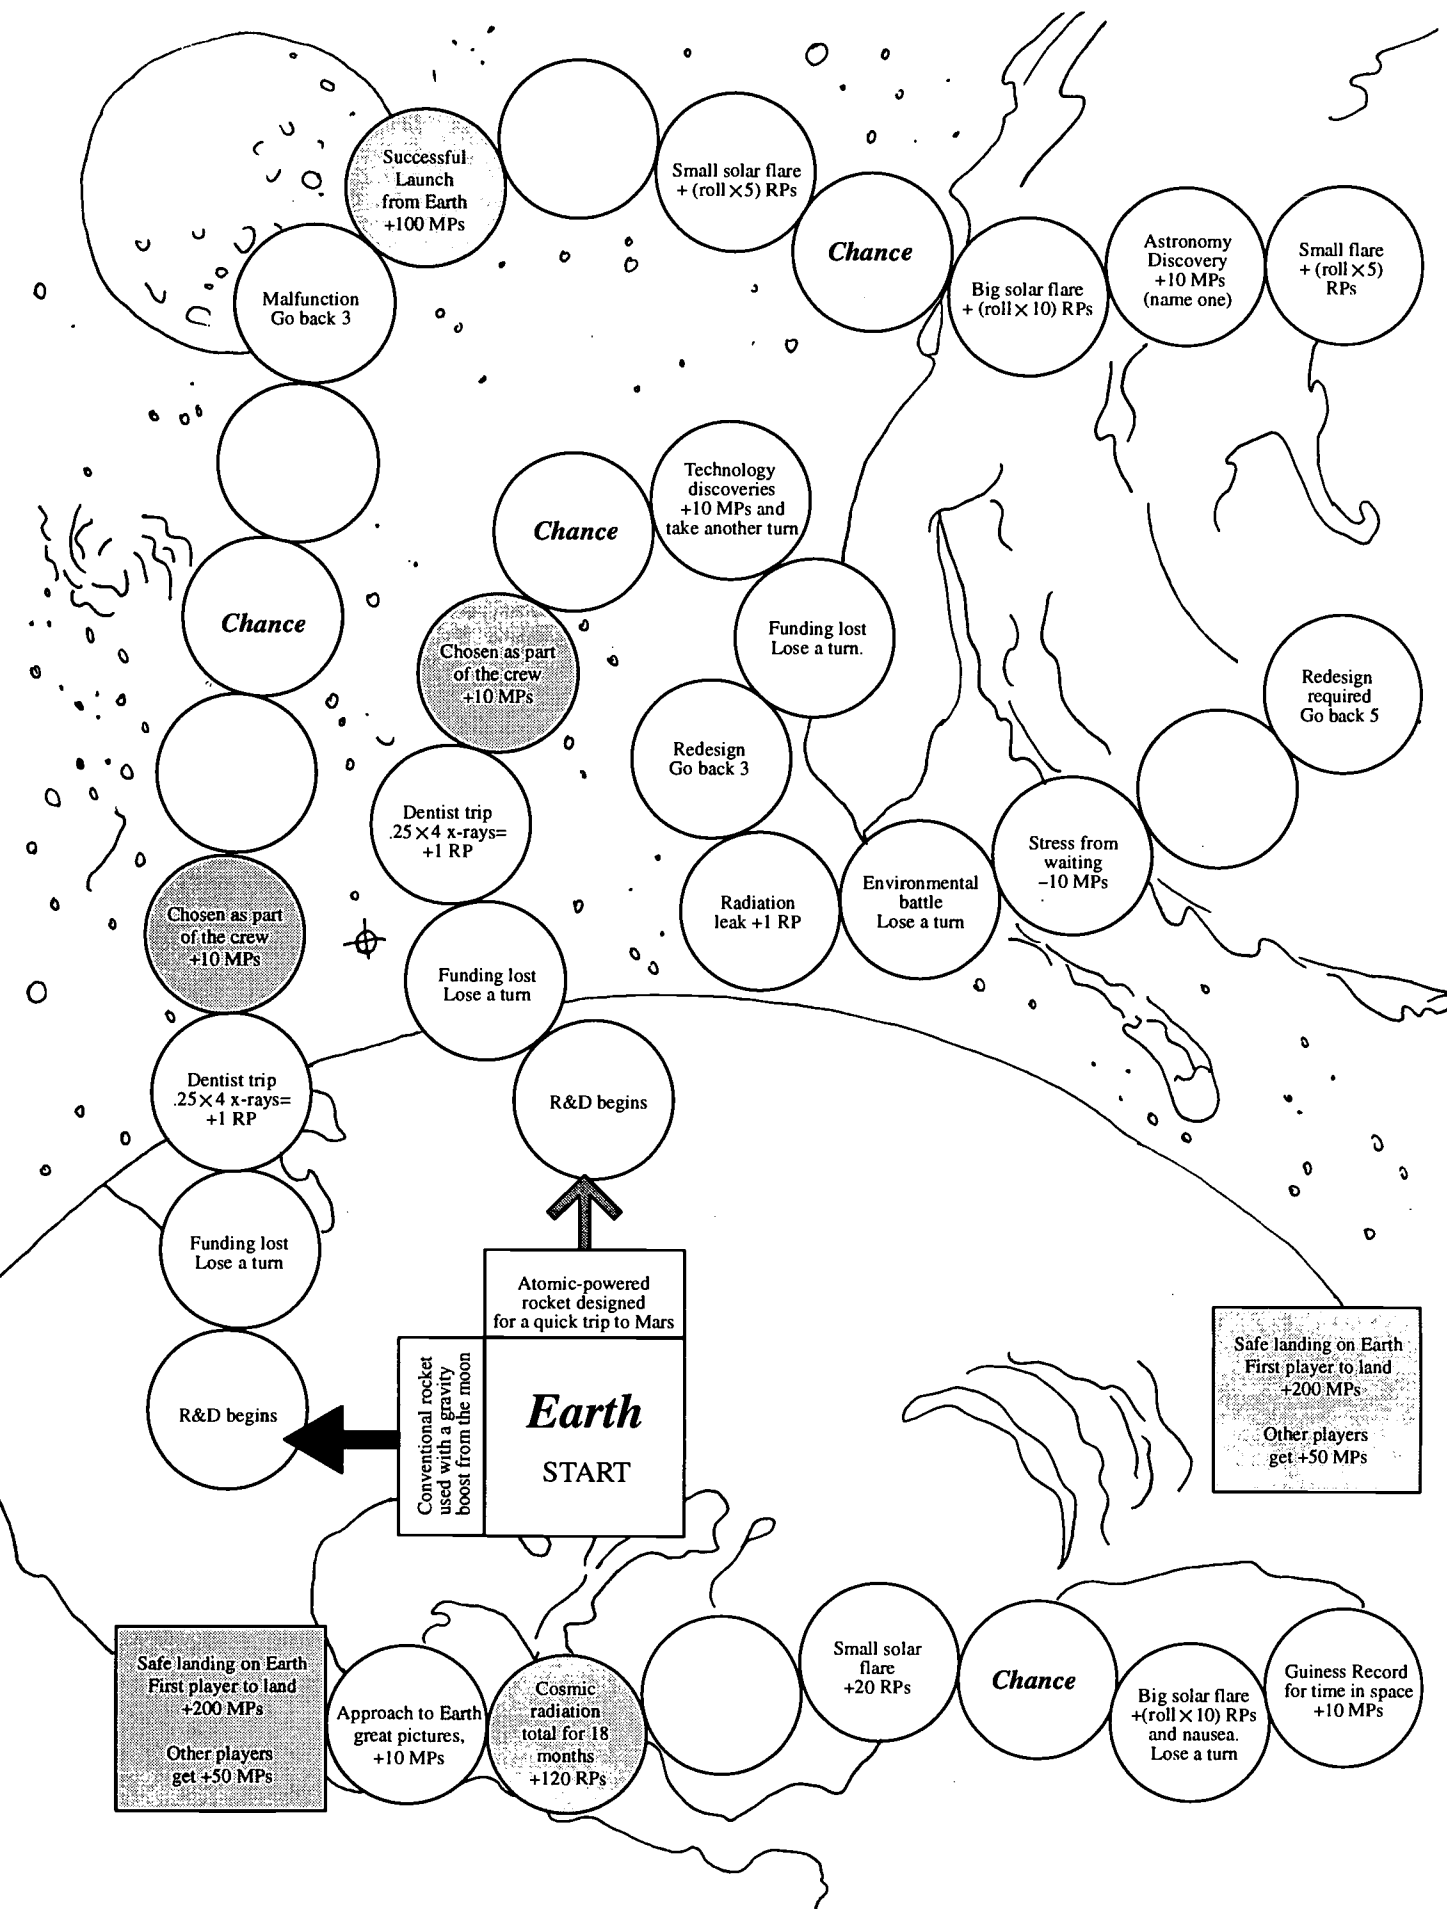 Successful
Launch
from Earth
+100 MPs
Small solar flare
+ (roll×5) RPs
Chance
Big solar flare
+ (roll× 10) RPs
Astronomy
Discovery
+10 MPs
(name one)
Small flare
+ (roll×5)
RPs
Malfunction
Go back 3
Chance
Chosen as part
of the crew
+10 MPs
Dentist trip
.25×4 x-rays=
+1 RP
Funding lost
Lose a turn
R&D begins
Chance
Technology
discoveries
+10 MPs and
take another turn
Funding lost
Lose a turn.
Chosen as part
of the crew
+10 MPs
Redesign
Go back 3
Dentist trip
.25×4 x-rays=
+1 RP
Radiation
leak +1 RP
Environmental
battle
Lose a turn
Stress from
waiting
–10 MPs
Redesign
required
Go back 5
Funding lost
Lose a turn
R&D begins
Atomic-powered
rocket designed
for a quick trip to Mars
Conventional rocket
used with a gravity
boost from the moon
Earth
START
Safe landing on Earth
First player to land
+200 MPs
Other players
get +50 MPs
Safe landing on Earth
First player to land
+200 MPs
Other players
get +50 MPs
Approach to Earth
great pictures,
+10 MPs
Cosmic
radiation
total for 18
months
+120 RPs
Small solar
flare
+20 RPs
Chance
Big solar flare
+(roll× 10) RPs
and nausea.
Lose a turn
Guiness Record
for time in space
+10 MPs